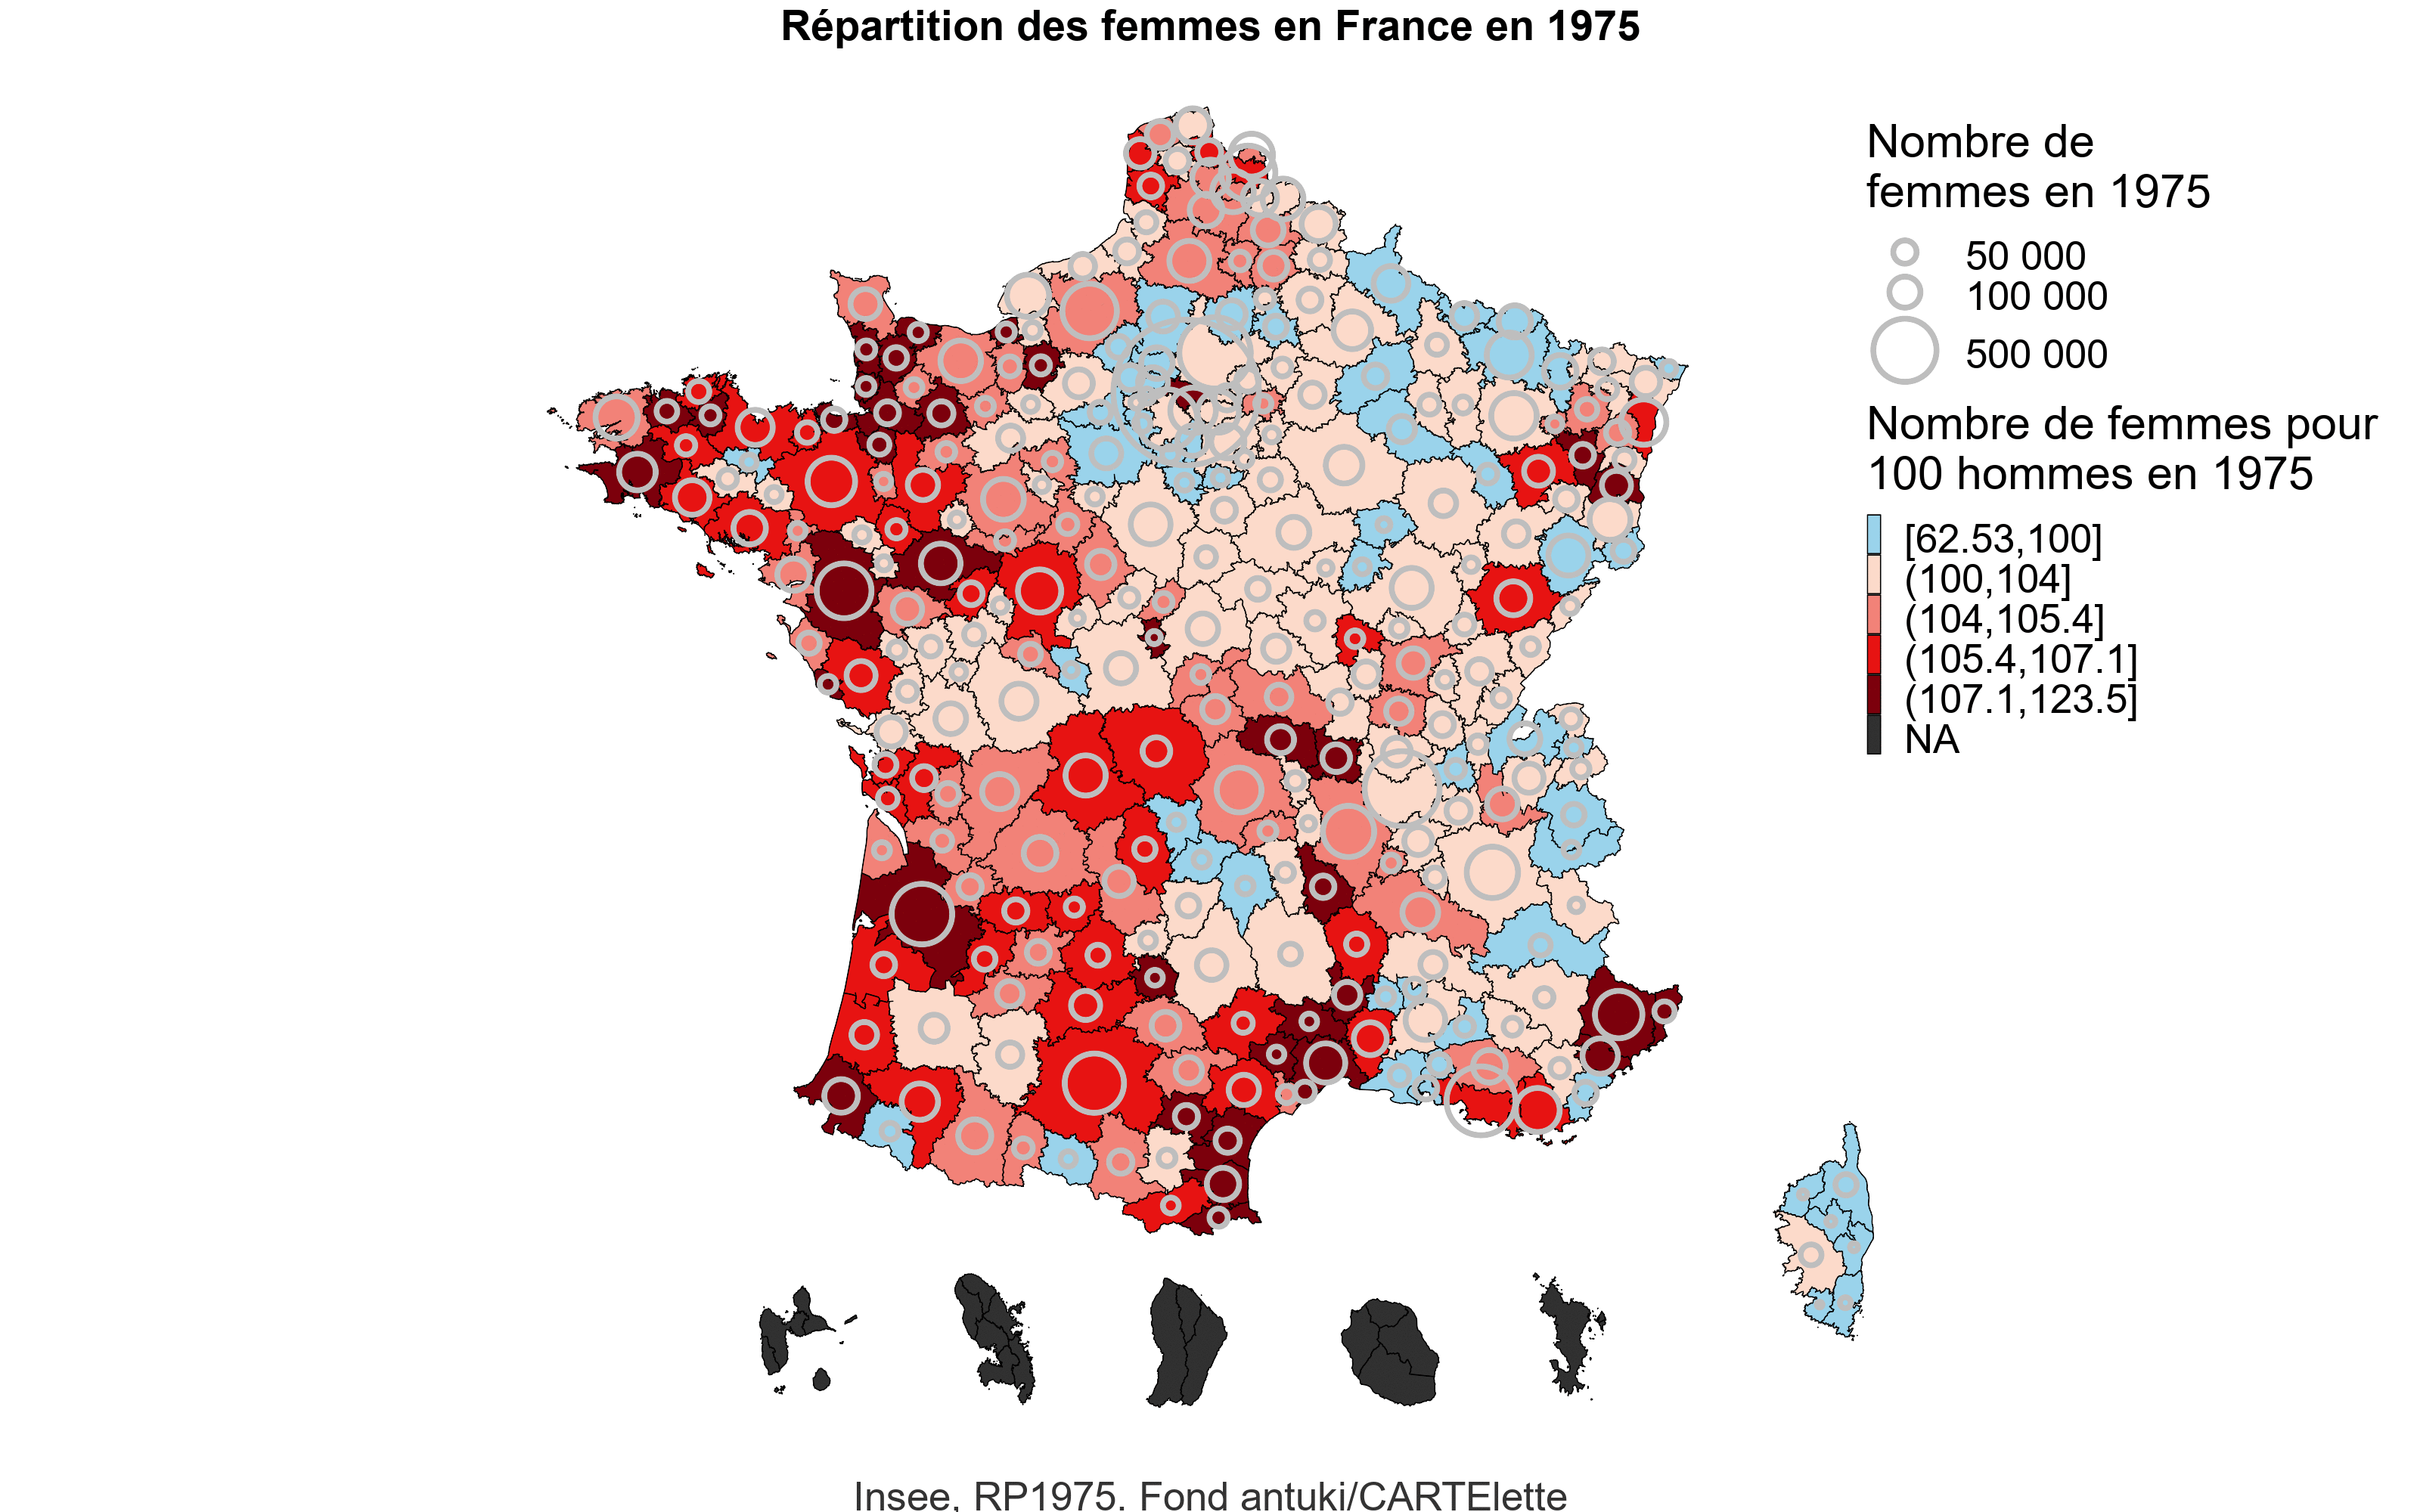 Répartition des femmes en France en 1975
Nombre de
femmes en 1975
50 000
100 000
500 000
Nombre de femmes pour
100 hommes en 1975
[62.53,100]
(100,104]
(104,105.4]
(105.4,107.1]
(107.1,123.5]
NA
Insee, RP1975. Fond antuki/CARTElette